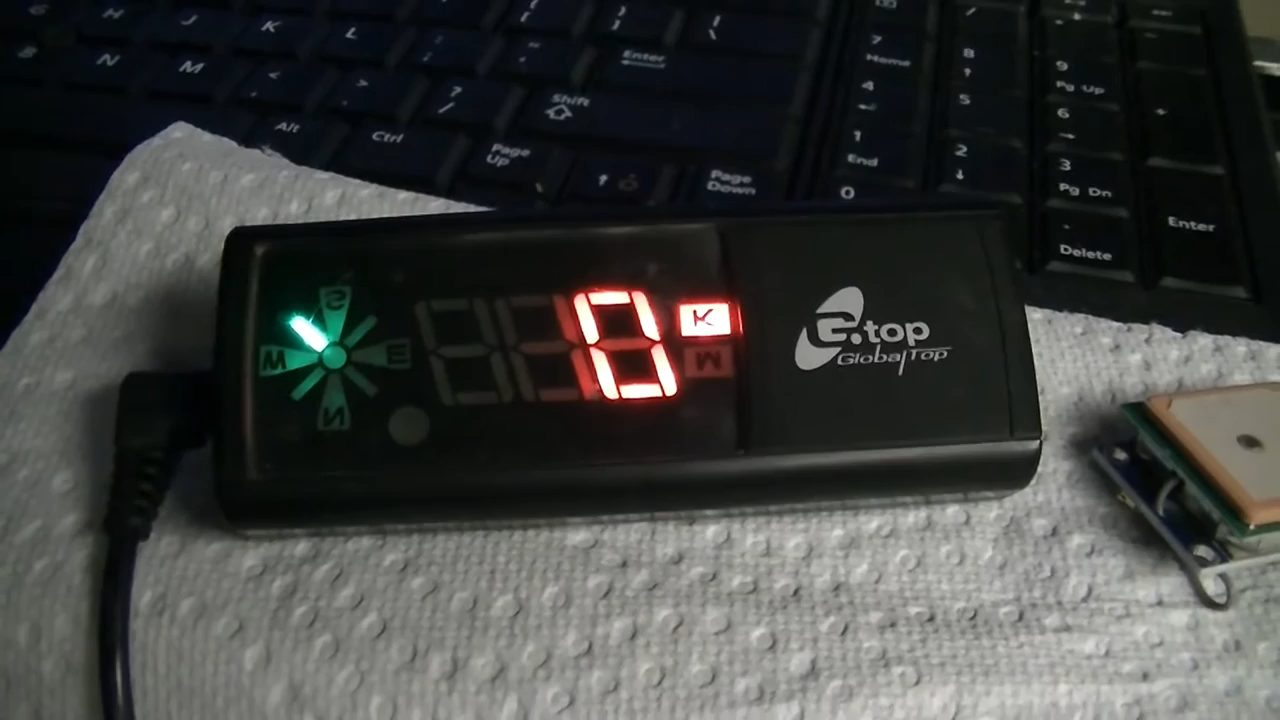 H
J
K
L
:
;
"
'
{
[
}
]
|
\
Enter
N
M
<
,
>
.
?
/
Shift
Alt
Ctrl
Page Up
Page Down
7
Home
8
9
Pg Up
4
5
6
+
1
End
2
3
Pg Dn
0
.
Delete
Enter
S
W
E
N
0
K
M
G.top
GlobalTop